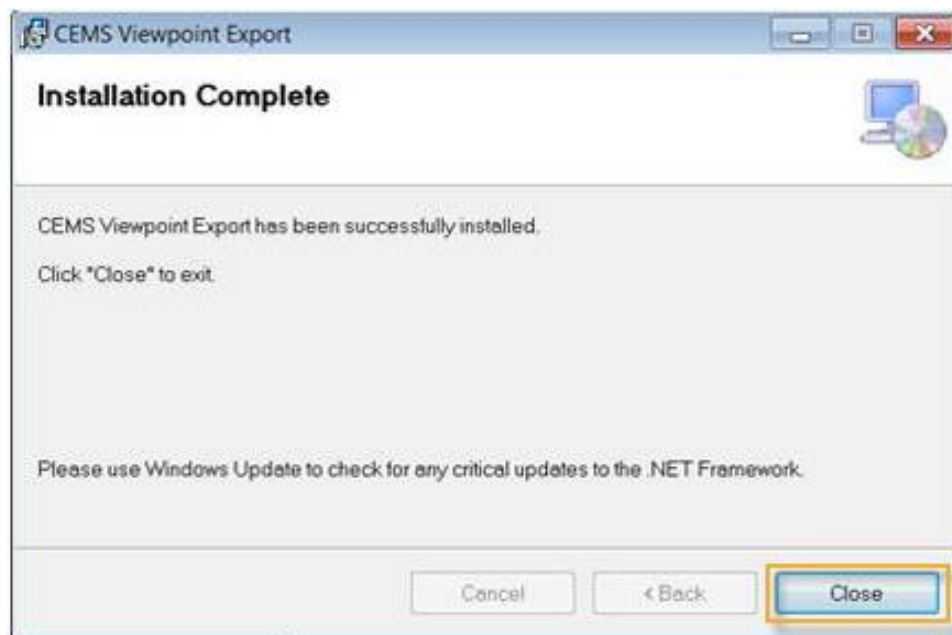 CEMS Viewpoint Export
Installation Complete
CEMS Viewpoint Export has been successfully installed.
Click "Close" to exit.
Please use Windows Update to check for any critical updates to the .NET Framework.
Cancel
< Back
Close